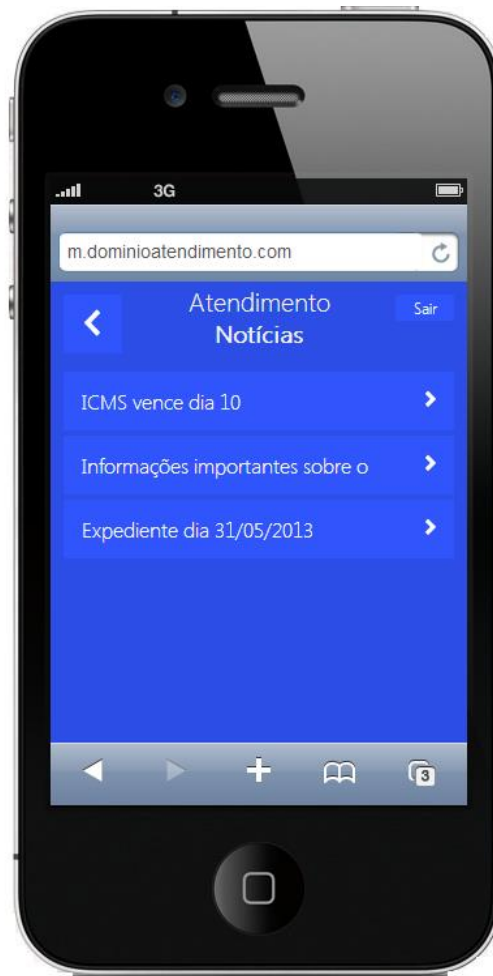 3G
m.dominioatendimento.com
Atendimento
Sair
Notícias
ICMS vence dia 10
Informações importantes sobre o
Expediente dia 31/05/2013
3